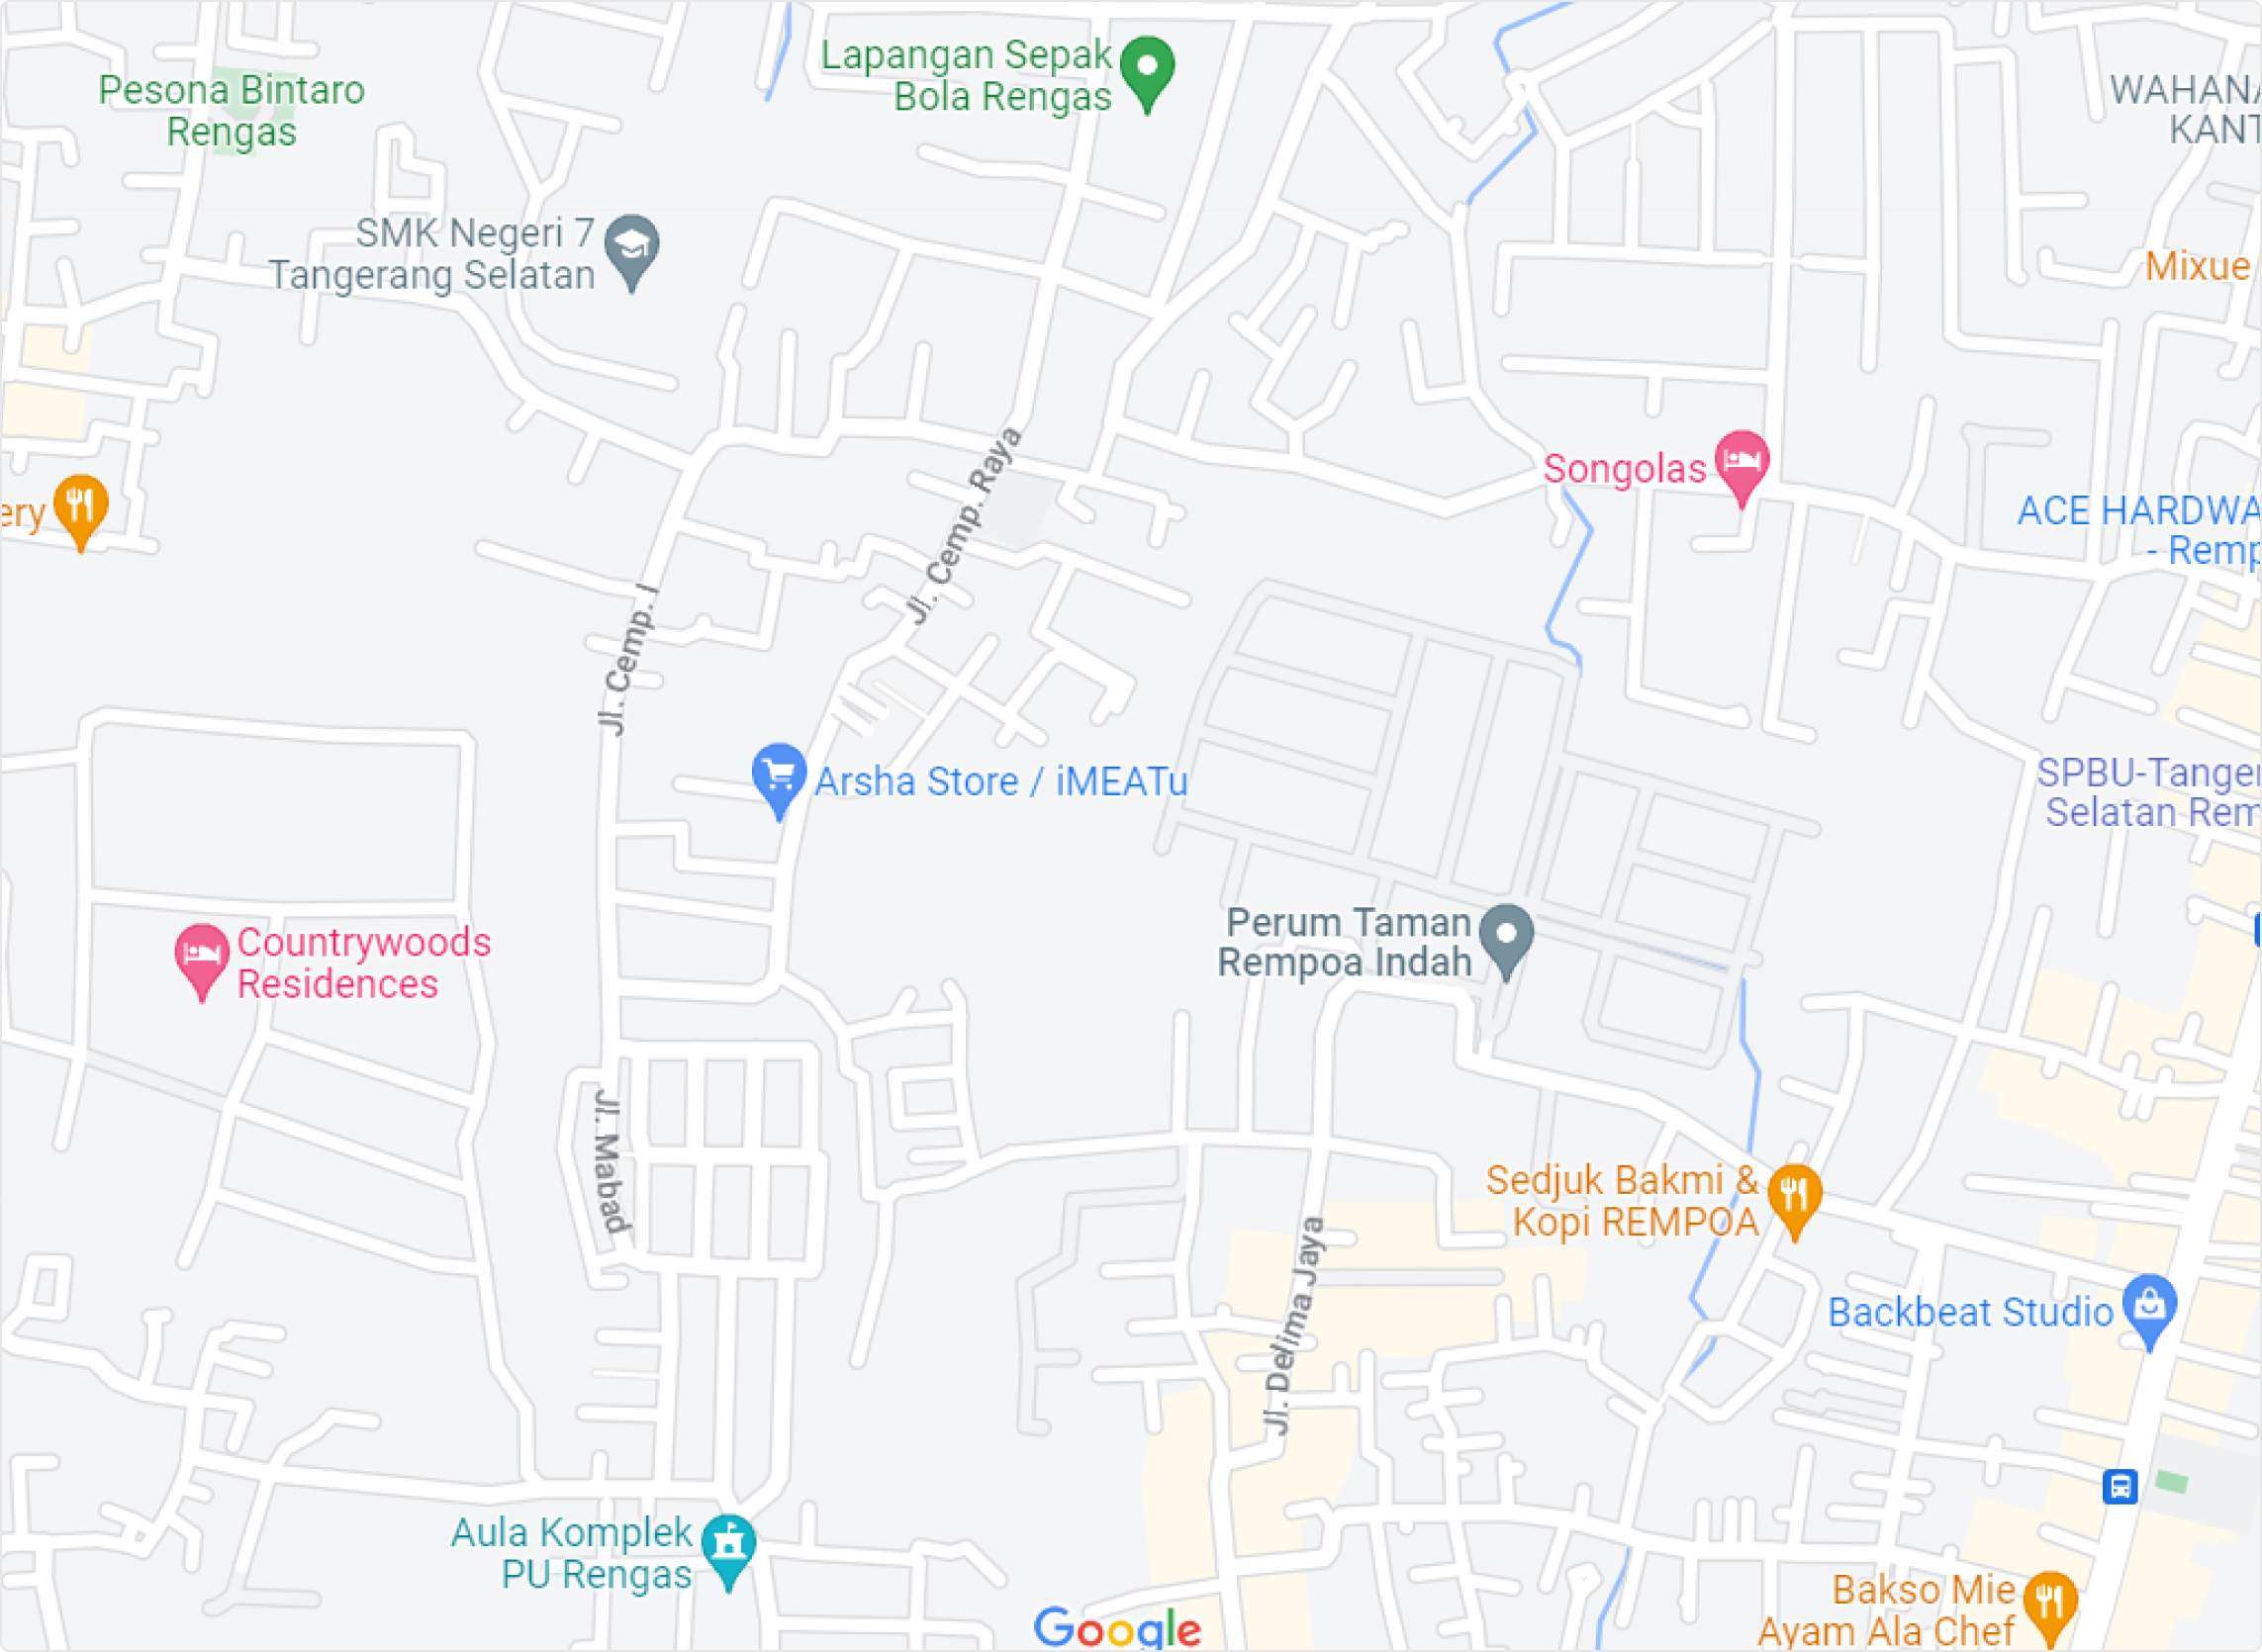 Lapangan Sepak
Bola Rengas
Pesona Bintaro
Rengas
WAHANA
KANT
SMK Negeri 7
Tangerang Selatan
Mixue
Songolas
Jl. Cemp. Raya
ery
ACE HARDWA
- Remp
Jl. Cemp. I
Arsha Store / iMEATu
SPBU-Tanger
Selatan Rem
Perum Taman
Rempoa Indah
Countrywoods
Residences
Jl. Mabad
Sedjuk Bakmi &
Kopi REMPOA
Jl. Delima Jaya
Backbeat Studio
Aula Komplek
PU Rengas
Bakso Mie
Ayam Ala Chef
Google